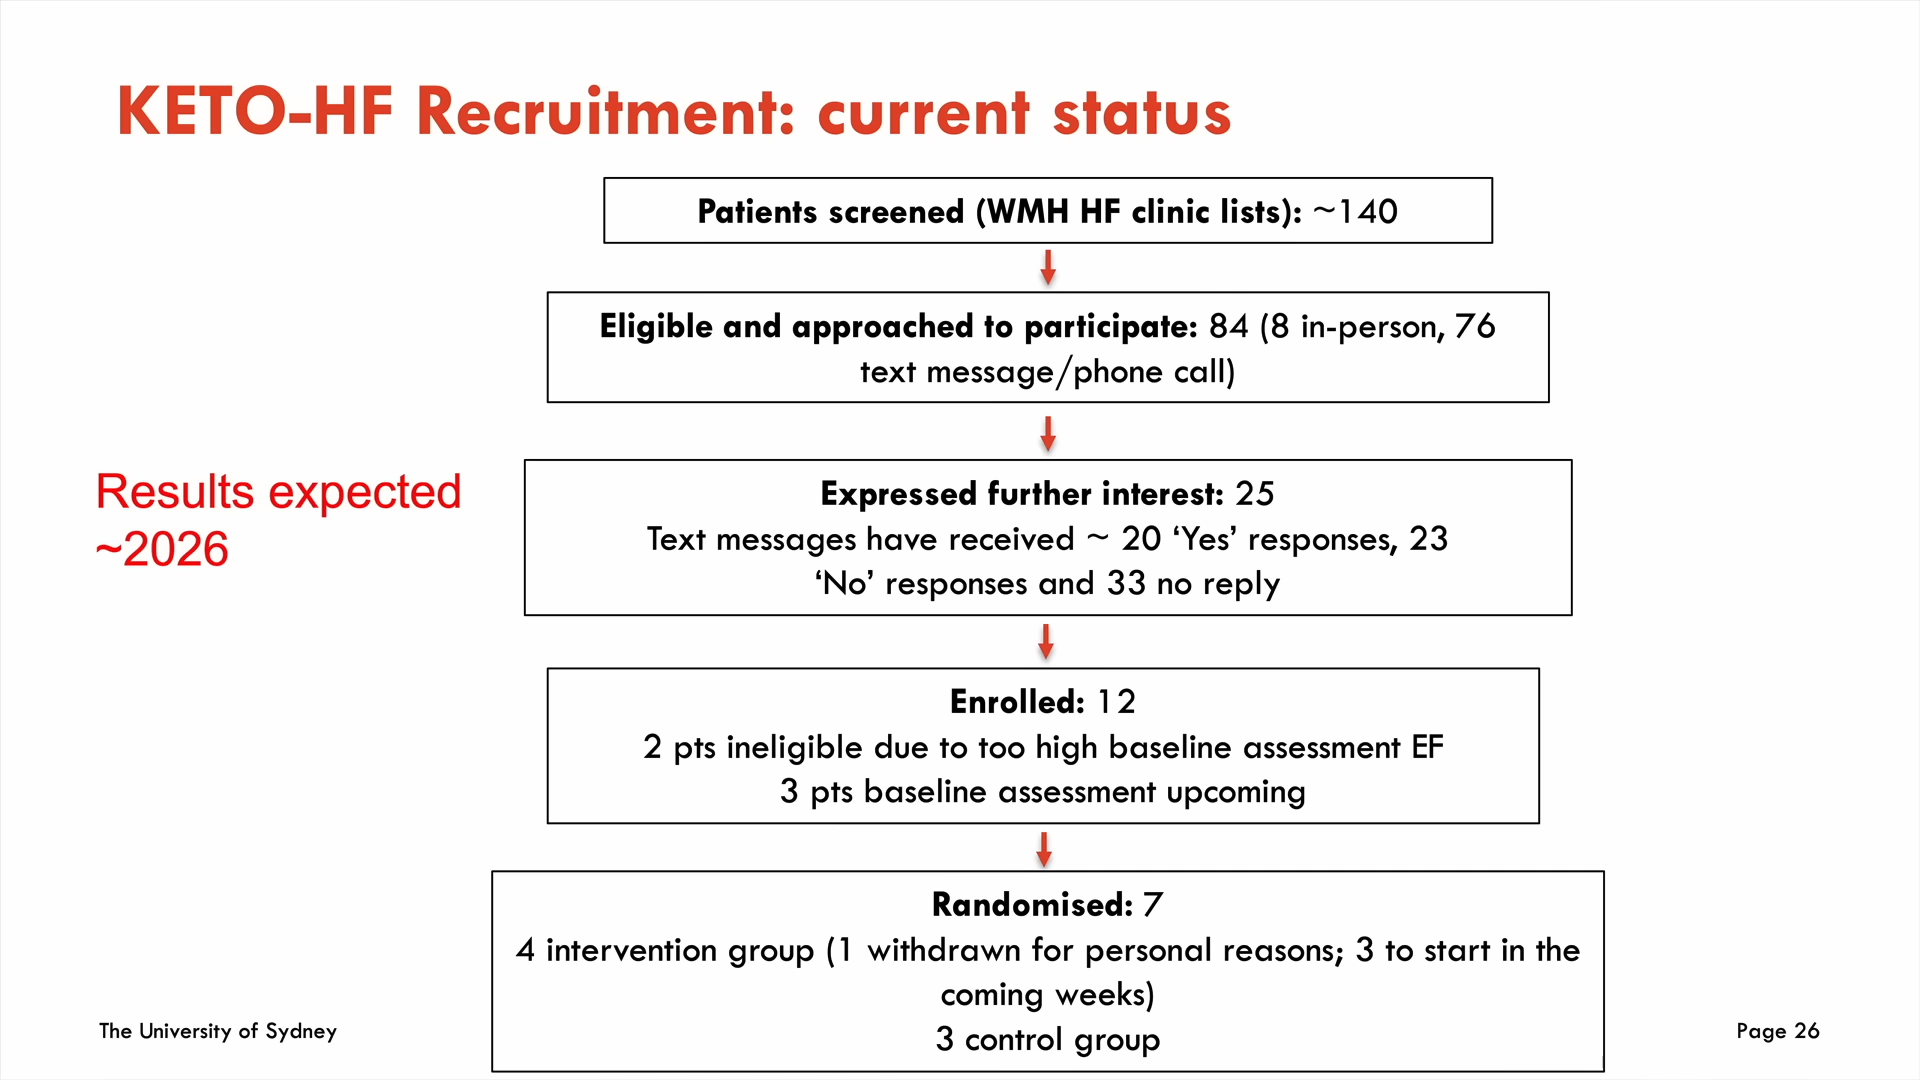 KETO-HF Recruitment: current status
Patients screened (WMH HF clinic lists): ~140
Eligible and approached to participate: 84 (8 in-person, 76
text message/phone call)
Results expected
~2026
Expressed further interest: 25
Text messages have received ~ 20 ‘Yes’ responses, 23
‘No’ responses and 33 no reply
Enrolled: 12
2 pts ineligible due to too high baseline assessment EF
3 pts baseline assessment upcoming
Randomised: 7
4 intervention group (1 withdrawn for personal reasons; 3 to start in the
coming weeks)
3 control group
The University of Sydney
Page 26